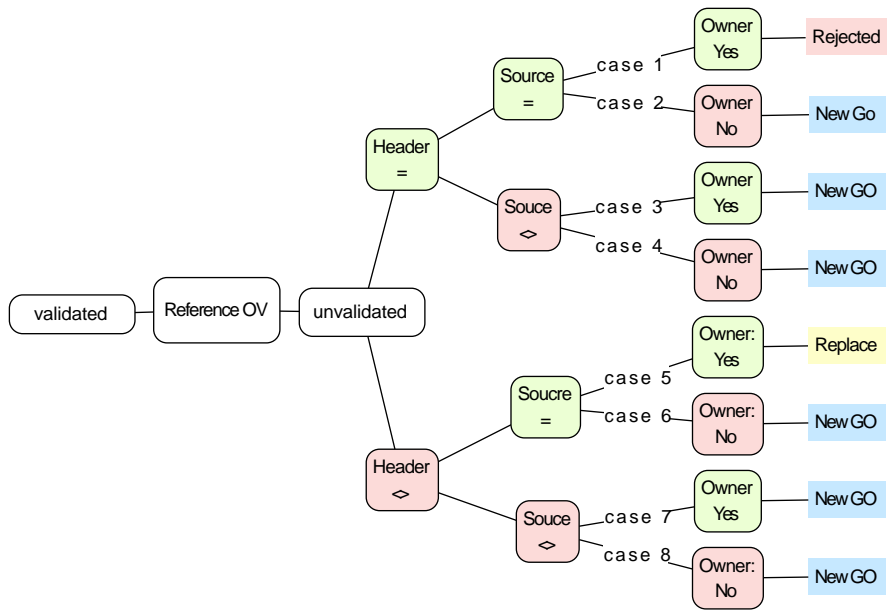 validated
Reference OV
unvalidated
Header
=
Source
=
case 1
Owner
Yes
Rejected
case 2
Owner
No
New Go
Souce
<>
case 3
Owner
Yes
New GO
case 4
Owner
No
New GO
Header
<>
Soucre
=
case 5
Owner:
Yes
Replace
case 6
Owner:
No
New GO
Souce
<>
case 7
Owner
Yes
New GO
case 8
Owner:
No
New GO